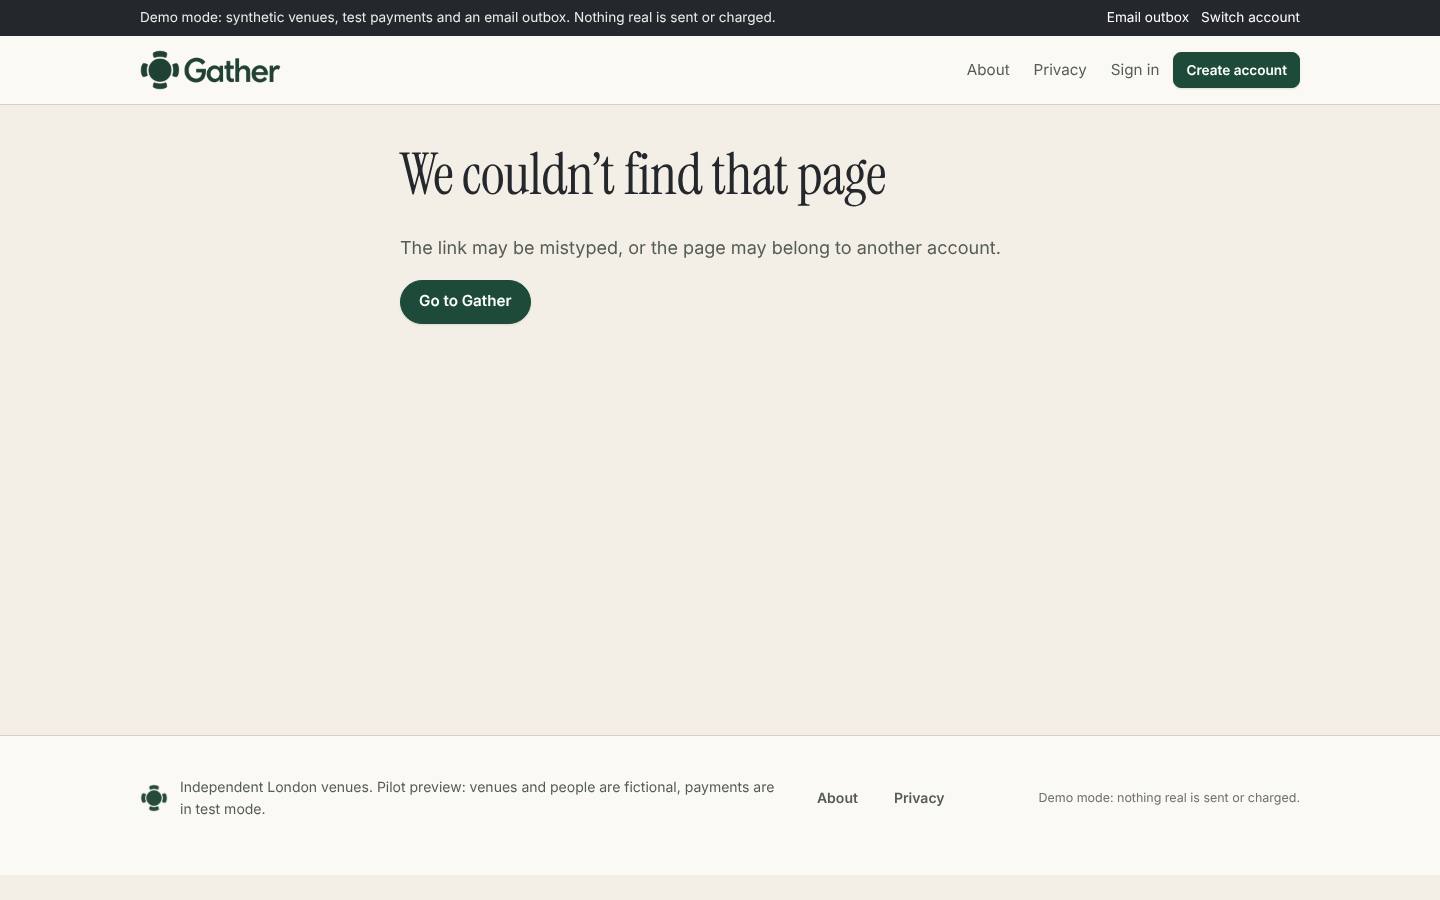 Demo mode: synthetic venues, test payments and an email outbox. Nothing real is sent or charged.
Email outbox
Switch account
Gather
About
Privacy
Sign in
Create account
We couldn’t find that page
The link may be mistyped, or the page may belong to another account.
Go to Gather
Independent London venues. Pilot preview: venues and people are fictional, payments are
in test mode.
About
Privacy
Demo mode: nothing real is sent or charged.